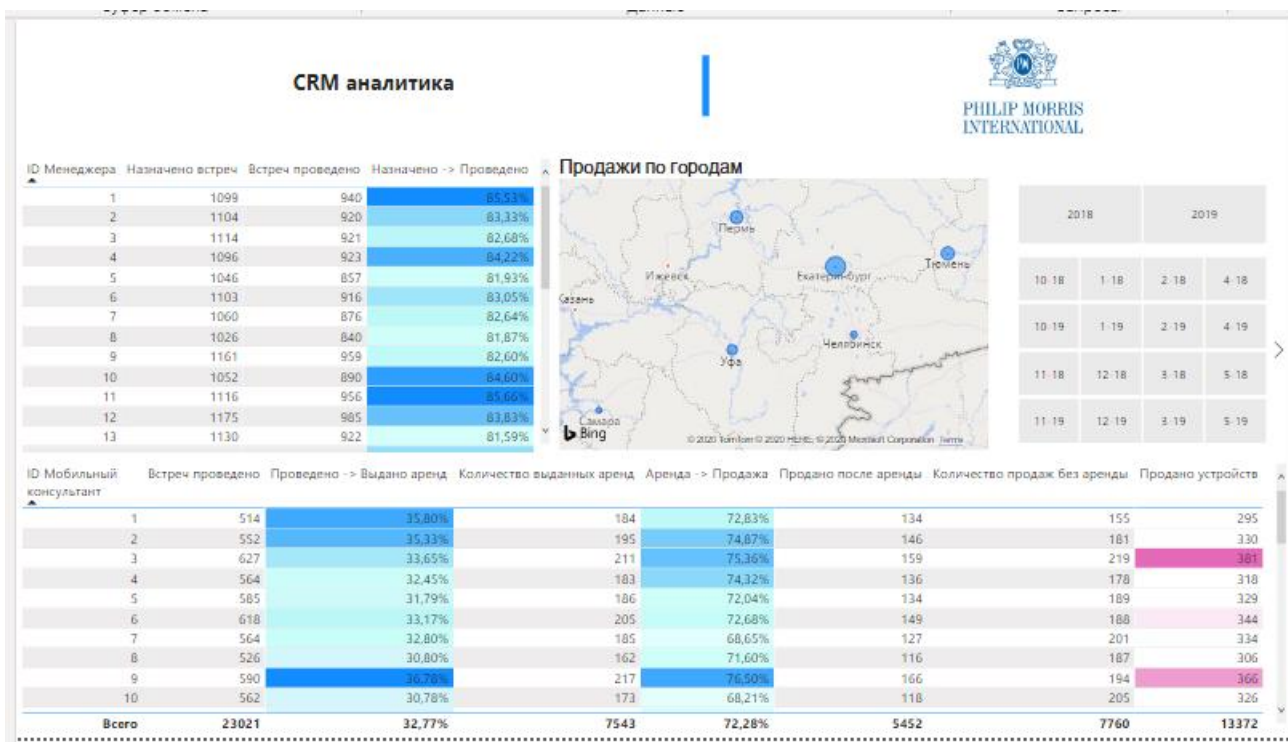 CRM аналитика
PHILIP MORRIS
INTERNATIONAL
ID Менеджера Назначено встреч Встреч проведено Назначено -> Проведено
1 1099 940 85,53%
2 1104 920 83,33%
3 1114 921 82,68%
4 1096 923 84,22%
5 1046 857 81,93%
6 1103 916 83,05%
7 1060 876 82,64%
8 1026 840 81,87%
9 1161 959 82,60%
10 1052 890 84,60%
11 1116 956 85,66%
12 1175 985 83,83%
13 1130 922 81,59%
Продажи по городам
Пермь
Ижевск
Екатеринбург
Тюмень
Казань
Челябинск
Уфа
Самара
Bing
© 2020 TomTom © 2020 HERE, © 2020 Microsoft Corporation Terms
2018 2019
10-18 1-18 2-18 4-18
10-19 1-19 2-19 4-19
11-18 12-18 3-18 5-18
11-19 12-19 3-19 5-19
ID Мобильный консультант Встреч проведено Проведено -> Выдано аренд Количество выданных аренд Аренда -> Продажа Продано после аренды Количество продаж без аренды Продано устройств
1 514 35,80% 184 72,83% 134 155 295
2 552 35,33% 195 74,87% 146 181 330
3 627 33,65% 211 75,36% 159 219 381
4 564 32,45% 183 74,32% 136 178 318
5 585 31,79% 186 72,04% 134 189 329
6 618 33,17% 205 72,68% 149 188 344
7 564 32,80% 185 68,65% 127 201 334
8 526 30,80% 162 71,60% 116 187 306
9 590 36,78% 217 76,50% 166 194 366
10 562 30,78% 173 68,21% 118 205 326
Всего 23021 32,77% 7543 72,28% 5452 7760 13372